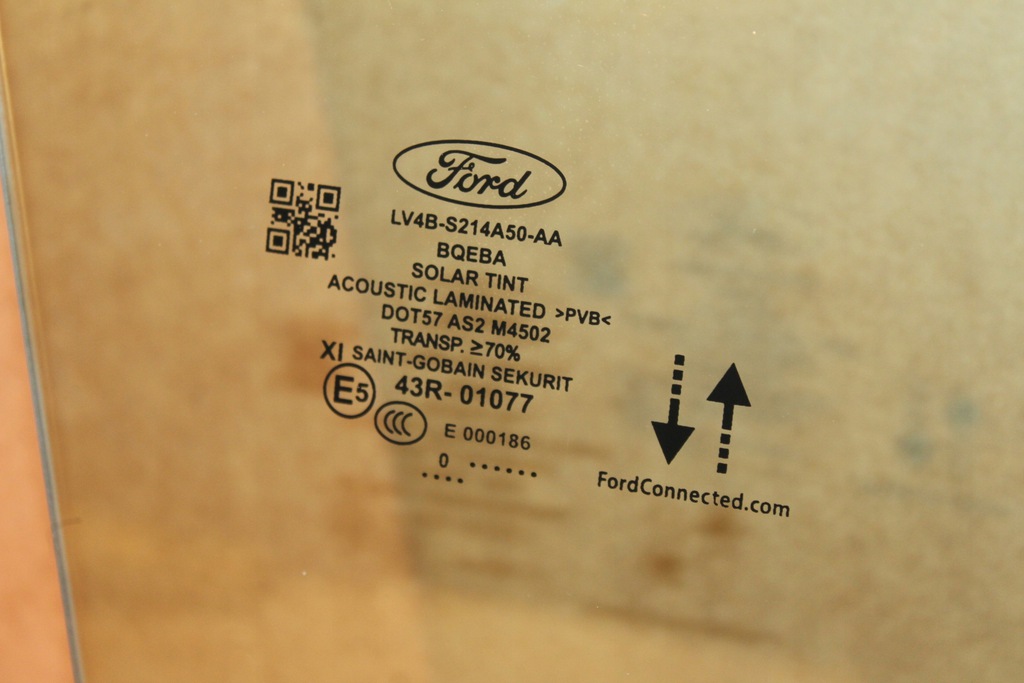 Ford
LV4B-S214A50-AA
BQEBA
SOLAR TINT
ACOUSTIC LAMINATED >PVB<
DOT57 AS2 M4502
TRANSP. ≥70%
XI SAINT-GOBAIN SEKURIT
E5 43R- 01077
CCC E 000186
0 ......
....
FordConnected.com